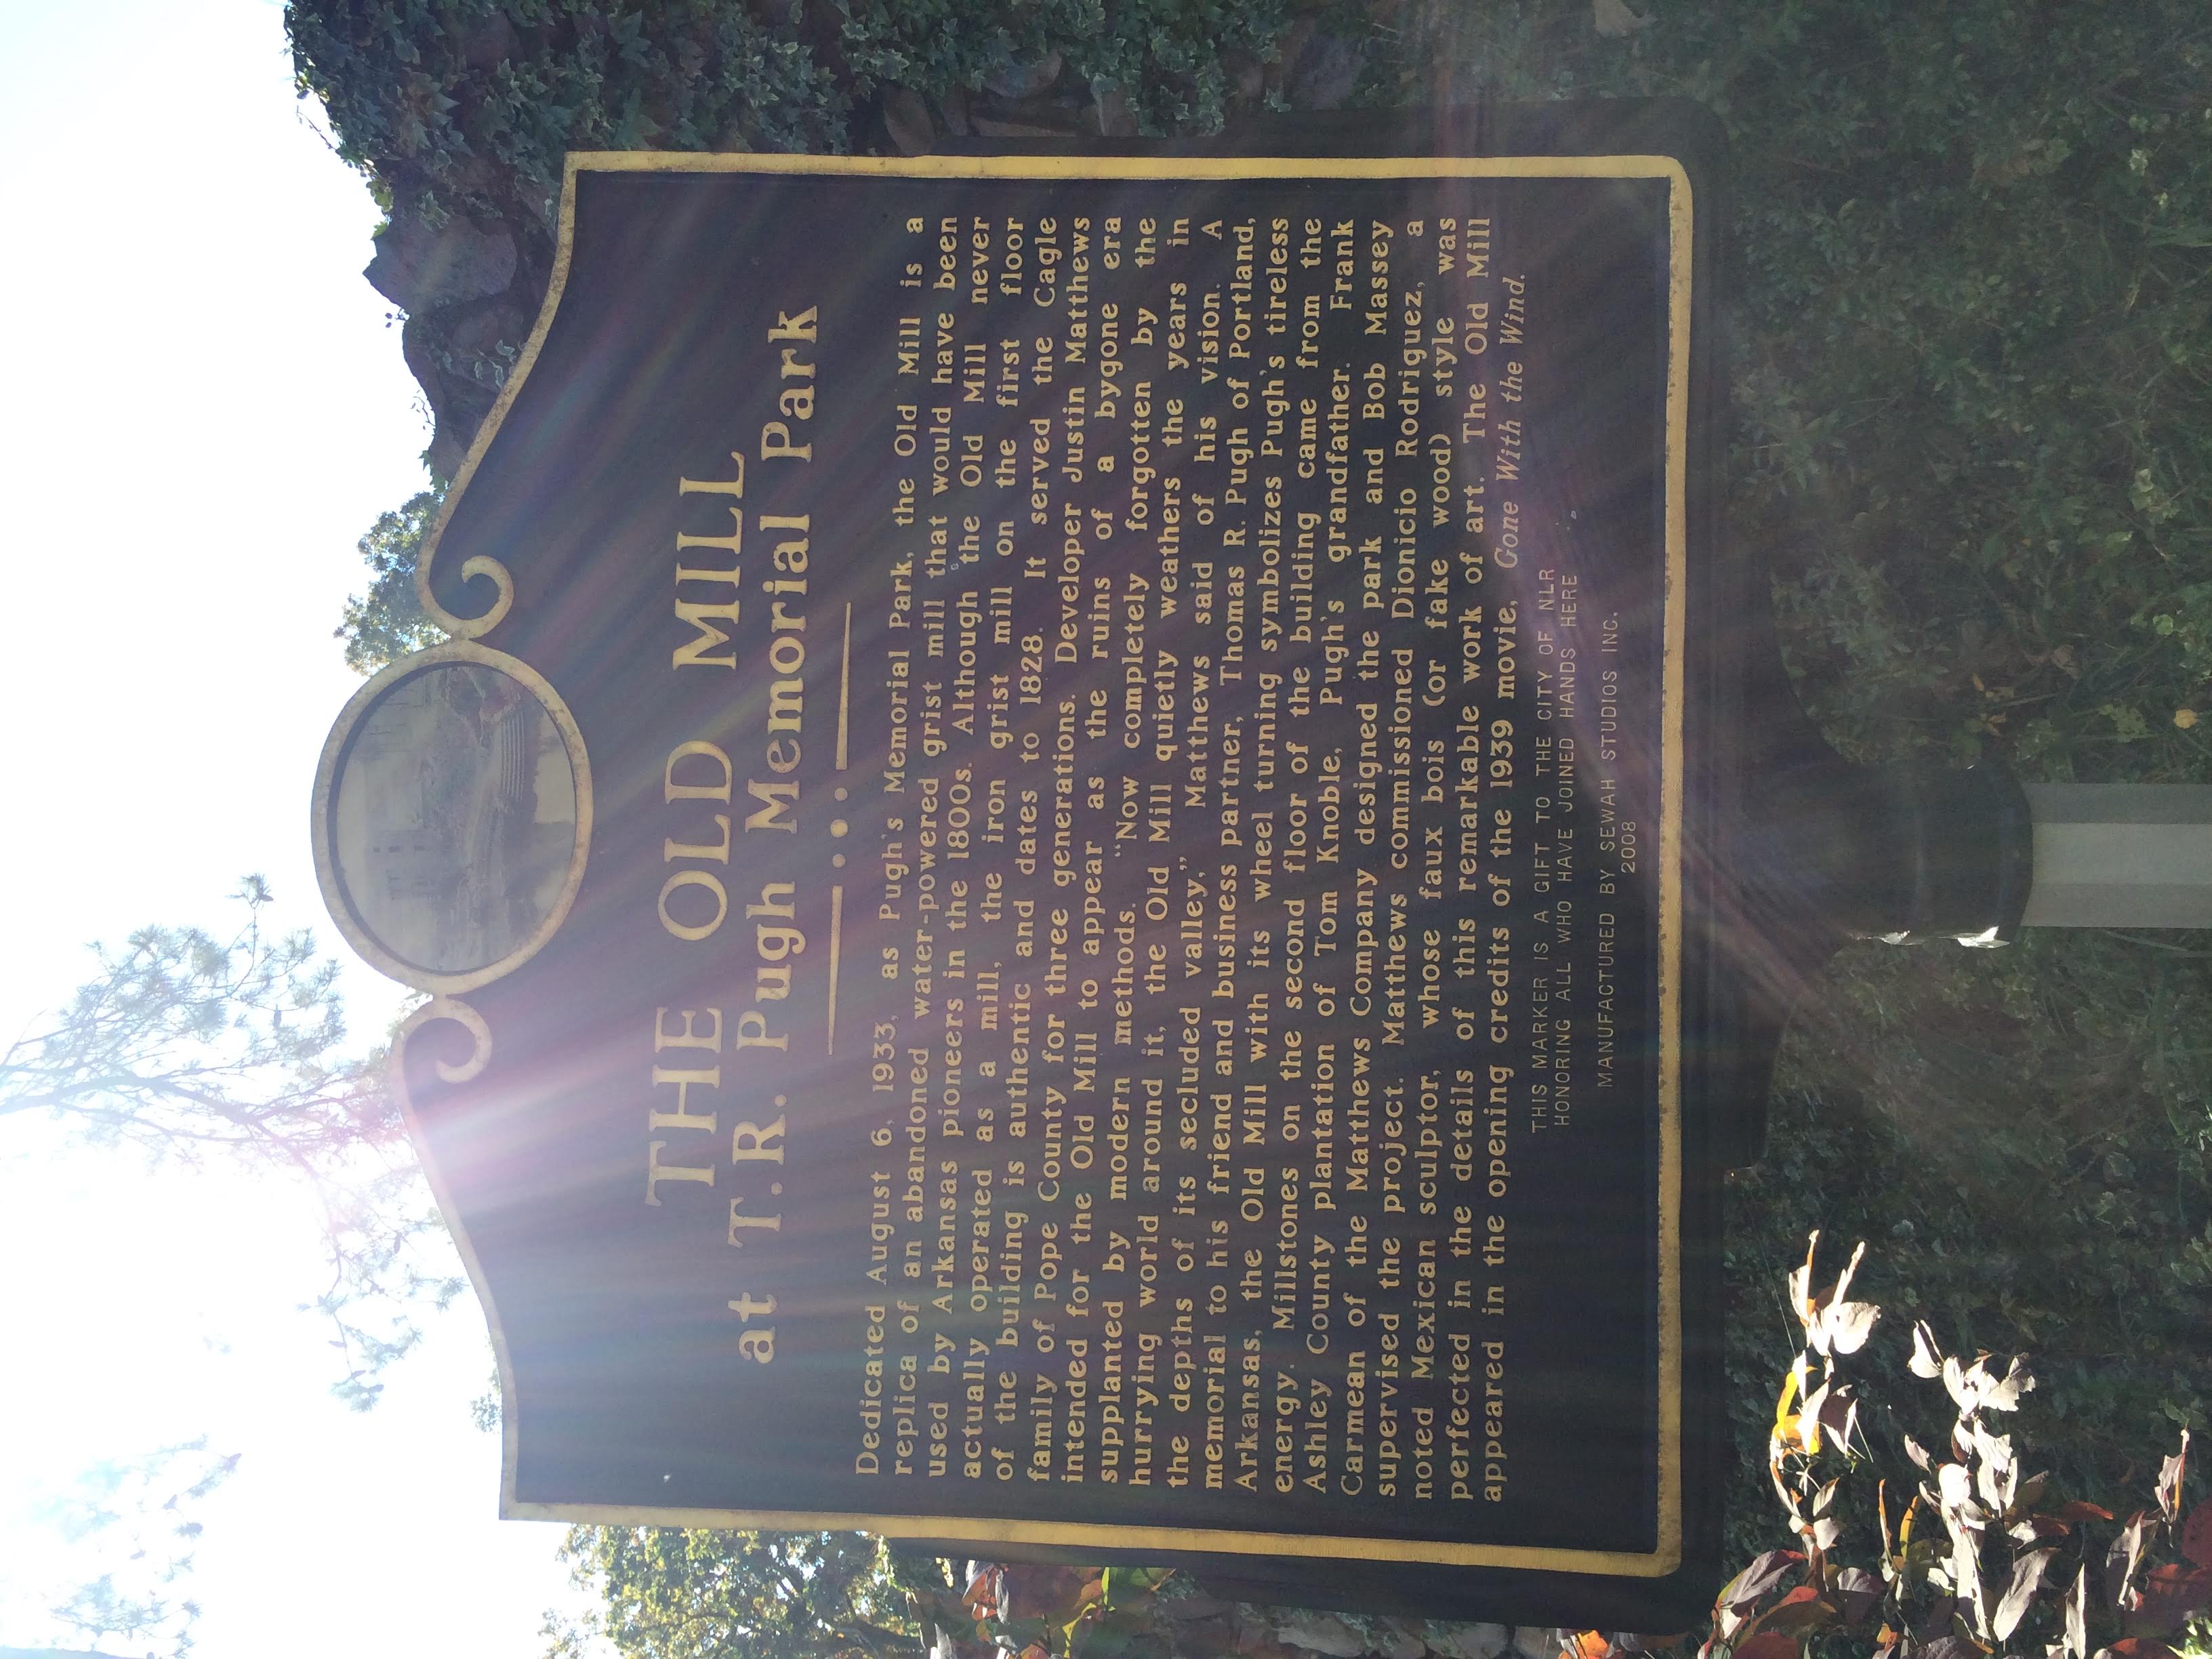 THE OLD MILL
at T.R. Pugh Memorial Park
Dedicated August 6, 1933, as Pugh's Memorial Park, the Old Mill is a
replica of an abandoned water-powered grist mill that would have been
used by Arkansas pioneers in the 1800s. Although the Old Mill never
actually operated as a mill, the iron grist mill on the first floor
of the building is authentic and dates to 1828. It served the Cagle
family of Pope County for three generations. Developer Justin Matthews
intended for the Old Mill to appear as the ruins of a bygone era
supplanted by modern methods. "Now completely forgotten by the
hurrying world around it, the Old Mill quietly weathers the years in
the depths of its secluded valley," Matthews said of his vision. A
memorial to his friend and business partner, Thomas R. Pugh of Portland,
Arkansas, the Old Mill with its wheel turning symbolizes Pugh's tireless
energy. Millstones on the second floor of the building came from the
Ashley County plantation of Tom Knoble, Pugh's grandfather. Frank
Carmean of the Matthews Company designed the park and Bob Massey
supervised the project. Matthews commissioned Dionicio Rodriguez, a
noted Mexican sculptor, whose faux bois (or fake wood) style was
perfected in the details of this remarkable work of art. The Old Mill
appeared in the opening credits of the 1939 movie, Gone With the Wind.
THIS MARKER IS A GIFT TO THE CITY OF NLR
HONORING ALL WHO HAVE JOINED HANDS HERE
MANUFACTURED BY SEWAH STUDIOS INC.
2008